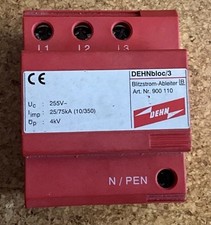 L1 L2 L3
DEHNbloc/3
Blitzstrom-Ableiter
Art. Nr. 900 110
CE
Uc : 255V~
Iimp : 25/75kA (10/350)
Up : 4kV
DEHN
N / PEN